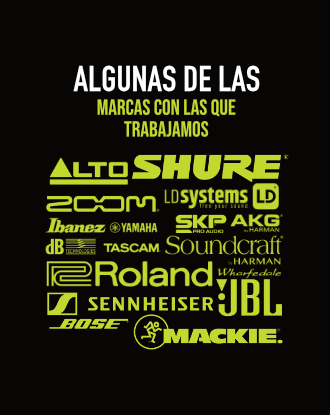 ALGUNAS DE LAS
MARCAS CON LAS QUE
TRABAJAMOS
ALTO SHURE®
ZOOM® LD systems LD®
find your sound
Ibanez YAMAHA SKP AKG®
PRO AUDIO by HARMAN
dB TECHNOLOGIES TASCAM Soundcraft®
by HARMAN
Roland Wharfedale
SENNHEISER JBL
BOSE MACKIE.